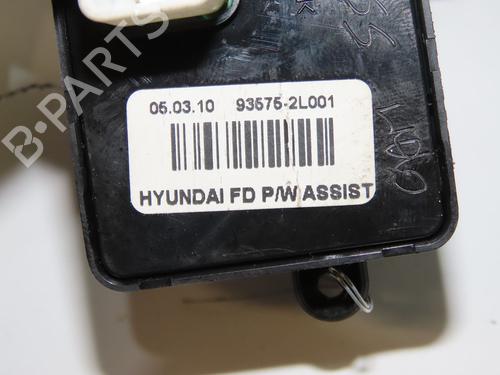 05.03.10 93575-2L001
HYUNDAI FD P/W ASSIST
B-PARTS